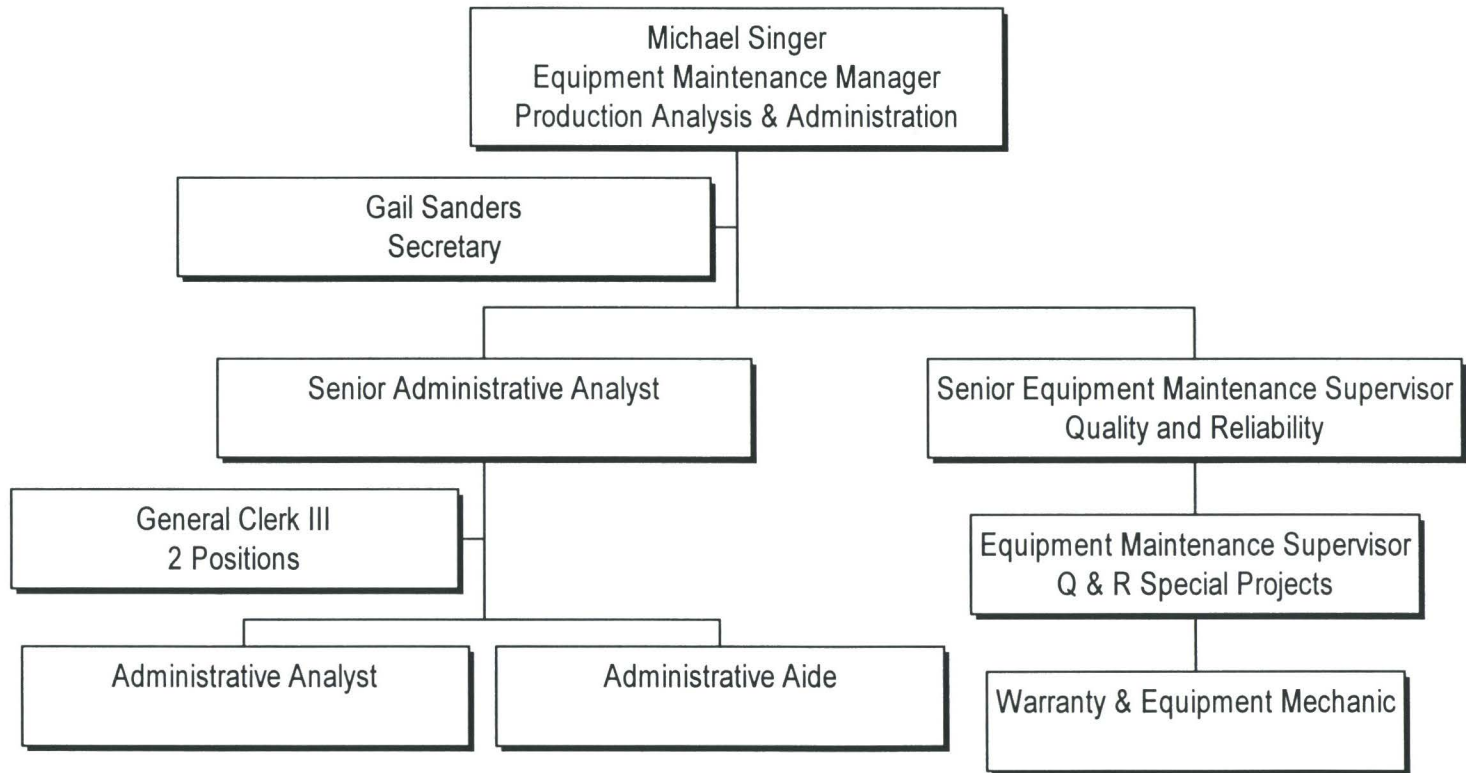 Michael Singer
Equipment Maintenance Manager
Production Analysis & Administration
Gail Sanders
Secretary
Senior Administrative Analyst
Senior Equipment Maintenance Supervisor
Quality and Reliability
General Clerk III
2 Positions
Equipment Maintenance Supervisor
Q & R Special Projects
Administrative Analyst
Administrative Aide
Warranty & Equipment Mechanic